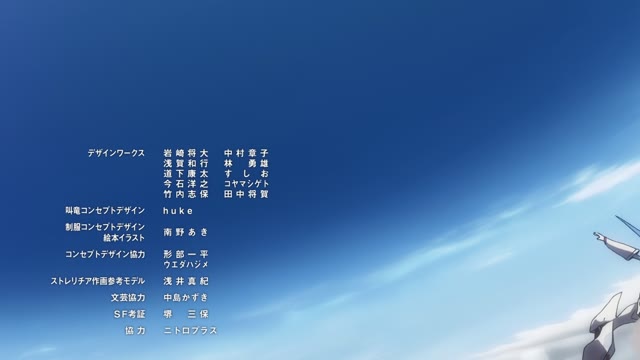 デザインワークス 岩崎将大 中村章子
浅賀和行 林 勇雄
道下康太 すしお
今石洋之 コヤマシゲト
竹内志保 田中将賀
叫竜コンセプトデザイン huke
制服コンセプトデザイン
絵本イラスト 南野あき
コンセプトデザイン協力 形部一平
ウエダハジメ
ストレリチア作画参考モデル 浅井真紀
文芸協力 中島かずき
SF考証 堺 三保
協力 ニトロプラス